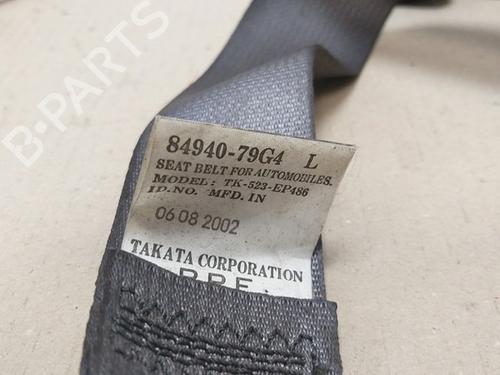 B-PARTS
84940-79G4 L
SEAT BELT FOR AUTOMOBILES.
MODEL: TK-523-EP486
ID.NO. MFD. IN
06 08 2002
TAKATA CORPORATION